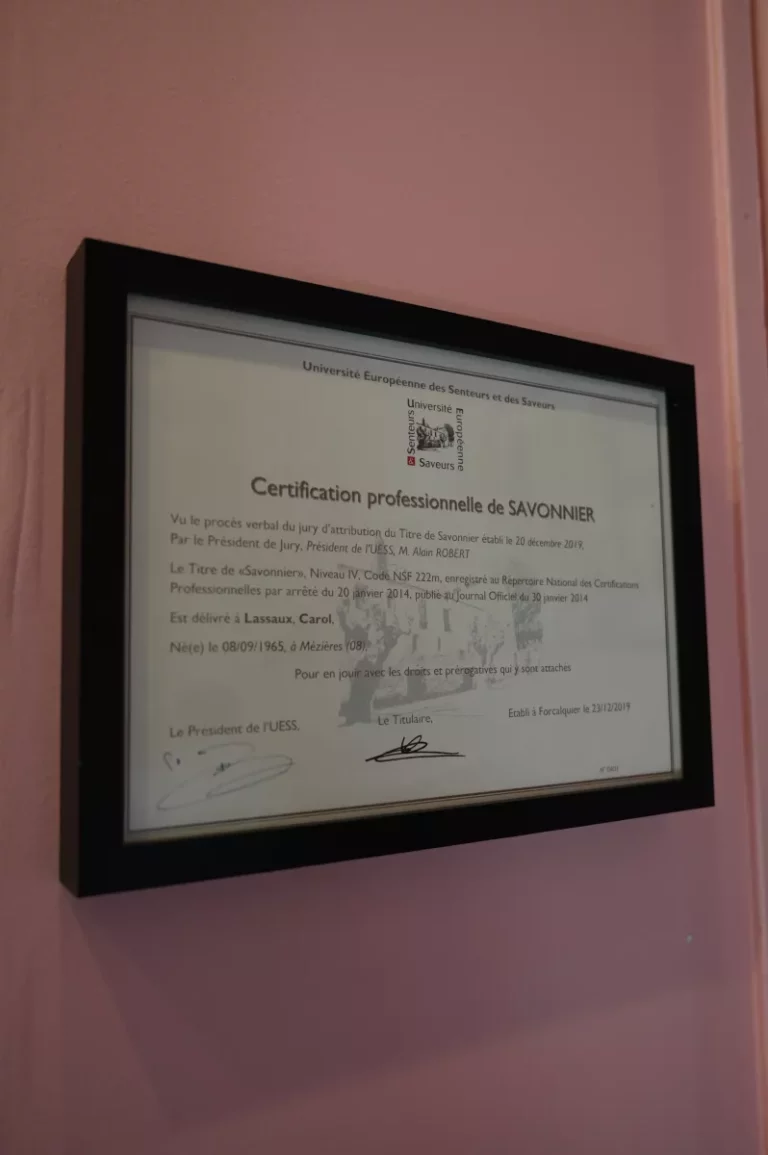 Université Européenne des Senteurs et des Saveurs
Université
Européenne
Senteurs
& Saveurs
Certification professionnelle de SAVONNIER
Vu le procès verbal du jury d'attribution du Titre de Savonnier établi le 20 décembre 2019,
Par le Président de Jury, Président de l'UESS, M. Alain ROBERT
Le Titre de «Savonnier», Niveau IV, Code NSF 222m, enregistré au Répertoire National des Certifications
Professionnelles par arrêté du 20 janvier 2014, publié au Journal Officiel du 30 janvier 2014
Est délivré à Lassaux, Carol,
Né(e) le 08/09/1965, à Mézières (08),
Pour en jouir avec les droits et prérogatives qui y sont attachés
Le Président de l'UESS,
Le Titulaire,
Etabli à Forcalquier le 23/12/2019